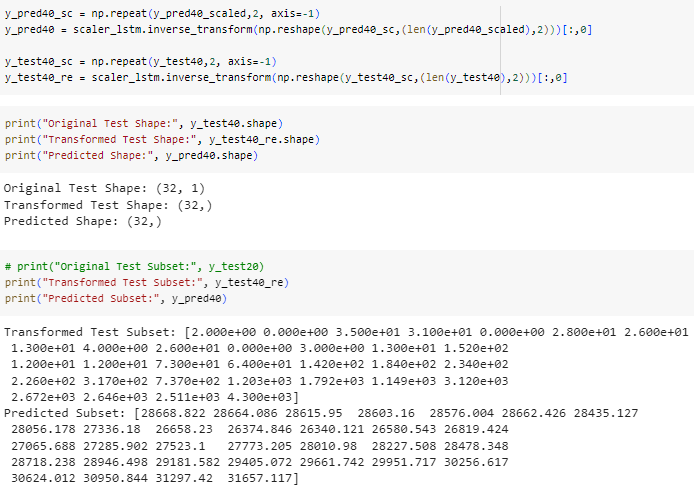 y_pred40_sc = np.repeat(y_pred40_scaled,2, axis=-1)
y_pred40 = scaler_lstm.inverse_transform(np.reshape(y_pred40_sc,(len(y_pred40_scaled),2)))[:,0]
y_test40_sc = np.repeat(y_test40,2, axis=-1)
y_test40_re = scaler_lstm.inverse_transform(np.reshape(y_test40_sc,(len(y_test40),2)))[:,0]
print("Original Test Shape:", y_test40.shape)
print("Transformed Test Shape:", y_test40_re.shape)
print("Predicted Shape:", y_pred40.shape)
Original Test Shape: (32, 1)
Transformed Test Shape: (32,)
Predicted Shape: (32,)
# print("Original Test Subset:", y_test20)
print("Transformed Test Subset:", y_test40_re)
print("Predicted Subset:", y_pred40)
Transformed Test Subset: [2.000e+00 0.000e+00 3.500e+01 3.100e+01 0.000e+00 2.800e+01 2.600e+01
1.300e+01 4.000e+00 2.600e+01 0.000e+00 3.000e+00 1.300e+01 1.520e+02
1.200e+01 1.200e+01 7.300e+01 6.400e+01 1.420e+02 1.840e+02 2.340e+02
2.260e+02 3.170e+02 7.370e+02 1.203e+03 1.792e+03 1.149e+03 3.120e+03
2.672e+03 2.646e+03 2.511e+03 4.300e+03]
Predicted Subset: [28668.822 28664.086 28615.95  28603.16  28576.004 28662.426 28435.127
28056.178 27336.18  26658.23  26374.846 26340.121 26580.543 26819.424
27065.688 27285.902 27523.1   27773.205 28010.98  28227.508 28478.348
28718.238 28946.498 29181.582 29405.072 29661.742 29951.717 30256.617
30624.012 30950.844 31297.42  31657.117]